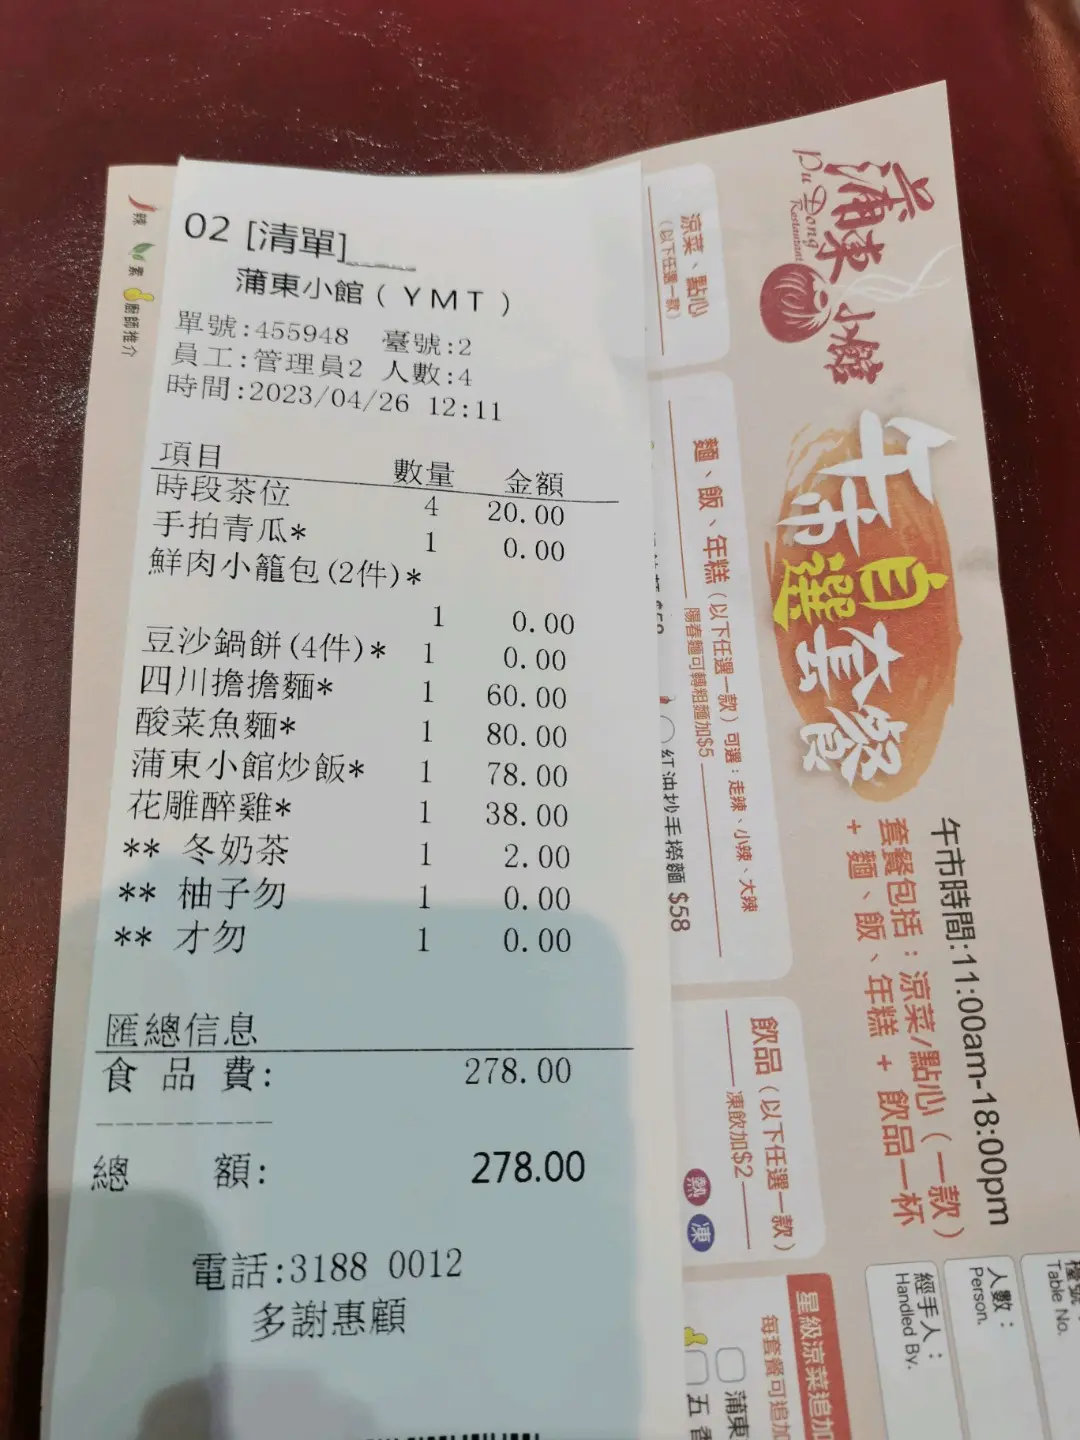 02 [清單]
蒲東小館(YMT)
單號:455948 臺號:2
員工:管理員2 人數:4
時間:2023/04/26 12:11
項目 數量 金額
時段茶位 4 20.00
手拍青瓜* 1 0.00
鮮肉小籠包(2件)*
1 0.00
豆沙鍋餅(4件)* 1 0.00
四川擔擔麵* 1 60.00
酸菜魚麵* 1 80.00
蒲東小館炒飯* 1 78.00
花雕醉雞* 1 38.00
** 冬奶茶 1 2.00
** 柚子勿 1 0.00
** 才勿 1 0.00
匯總信息
食品費: 278.00
總額: 278.00
電話:3188 0012
多謝惠顧
辣
素
廚師推介
蒲東小館
Pu Dong
Restaurant
午市自選套餐
午市時間:11:00am-18:00pm
套餐包括：涼菜/點心（一款）
+ 麵、飯、年糕 + 飲品一杯
涼菜、點心
(以下任選一款)
麵、飯、年糕(以下任選一款)可選：走辣、小辣、大辣
陽春麵可轉粗麵加$5
紅油抄手撈麵 $58
飲品(以下任選一款)
凍飲加$2
熱
凍
星級涼菜追加
每套餐可追加
蒲東
五香
經手人：
Handled By.
人數：
Person.
檯號
Table No.